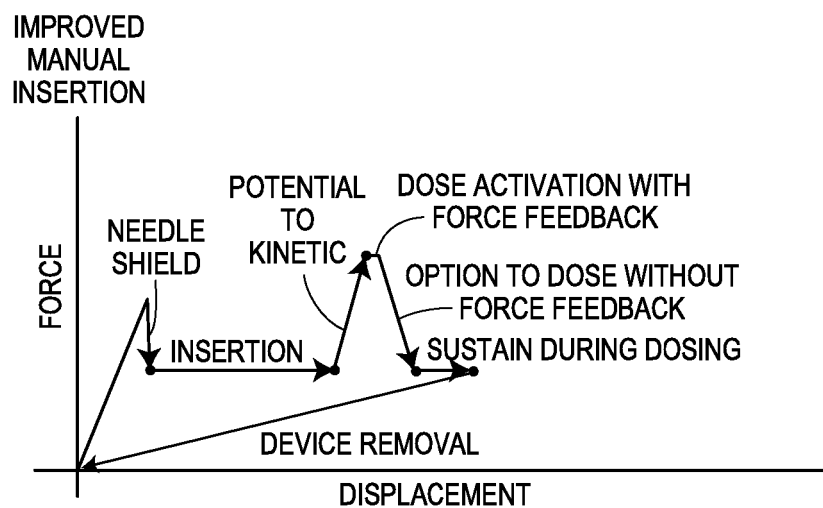 IMPROVED
MANUAL
INSERTION
FORCE
NEEDLE
SHIELD
POTENTIAL
TO
KINETIC
DOSE ACTIVATION WITH
FORCE FEEDBACK
OPTION TO DOSE WITHOUT
FORCE FEEDBACK
INSERTION
SUSTAIN DURING DOSING
DEVICE REMOVAL
DISPLACEMENT